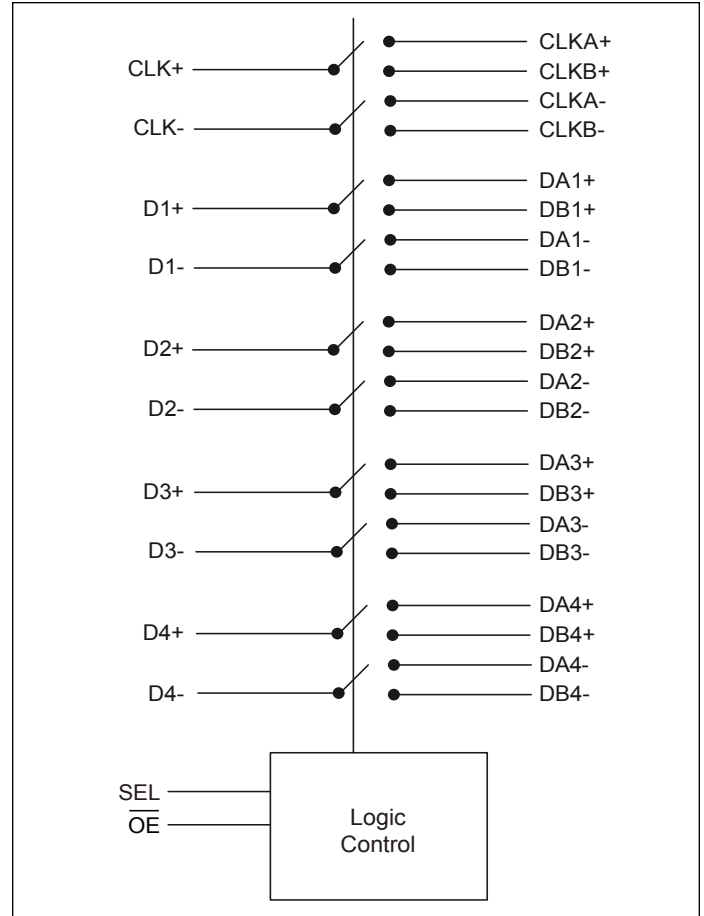 CLK+
CLKA+
CLKB+
CLK-
CLKA-
CLKB-
D1+
DA1+
DB1+
D1-
DA1-
DB1-
D2+
DA2+
DB2+
D2-
DA2-
DB2-
D3+
DA3+
DB3+
D3-
DA3-
DB3-
D4+
DA4+
DB4+
D4-
DA4-
DB4-
SEL
O̅E̅
Logic
Control